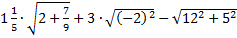 1 1/5 · √(2 + 7/9) + 3 · √((−2)²) − √(12² + 5²)